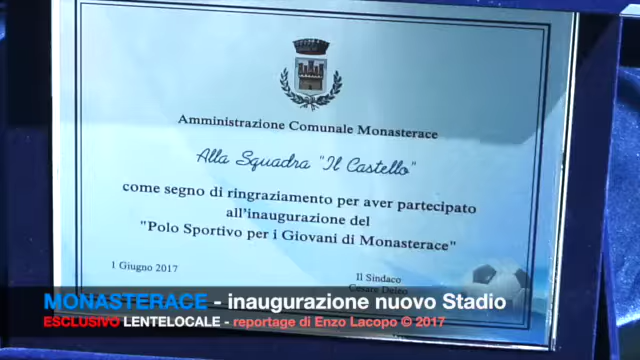 Amministrazione Comunale Monasterace
Alla Squadra "Il Castello"
come segno di ringraziamento per aver partecipato
all'inaugurazione del
"Polo Sportivo per i Giovani di Monasterace"
1 Giugno 2017
Il Sindaco
Cesare Deleo
MONASTERACE - inaugurazione nuovo Stadio
ESCLUSIVO LENTELOCALE - reportage di Enzo Lacopo © 2017